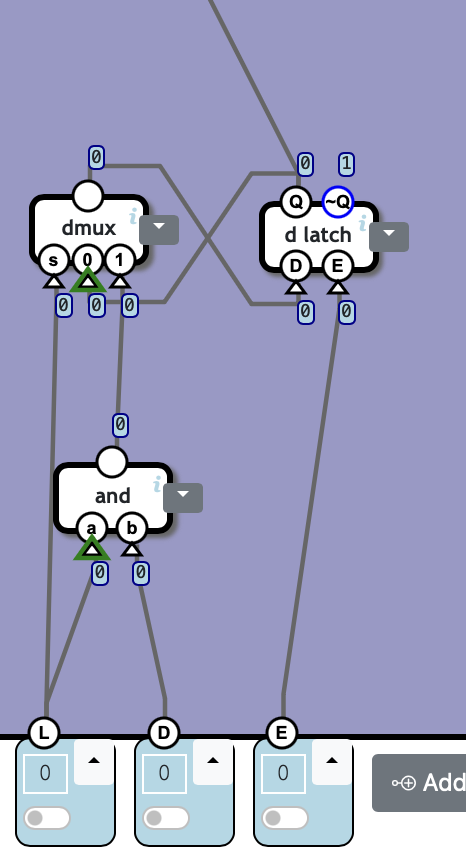 0 0 1
dmux i
Q ~Q
d latch i
s 0 1
D E
0 0 0
0 0
0
and i
a b
0 0
L D E
0 0 0
Add